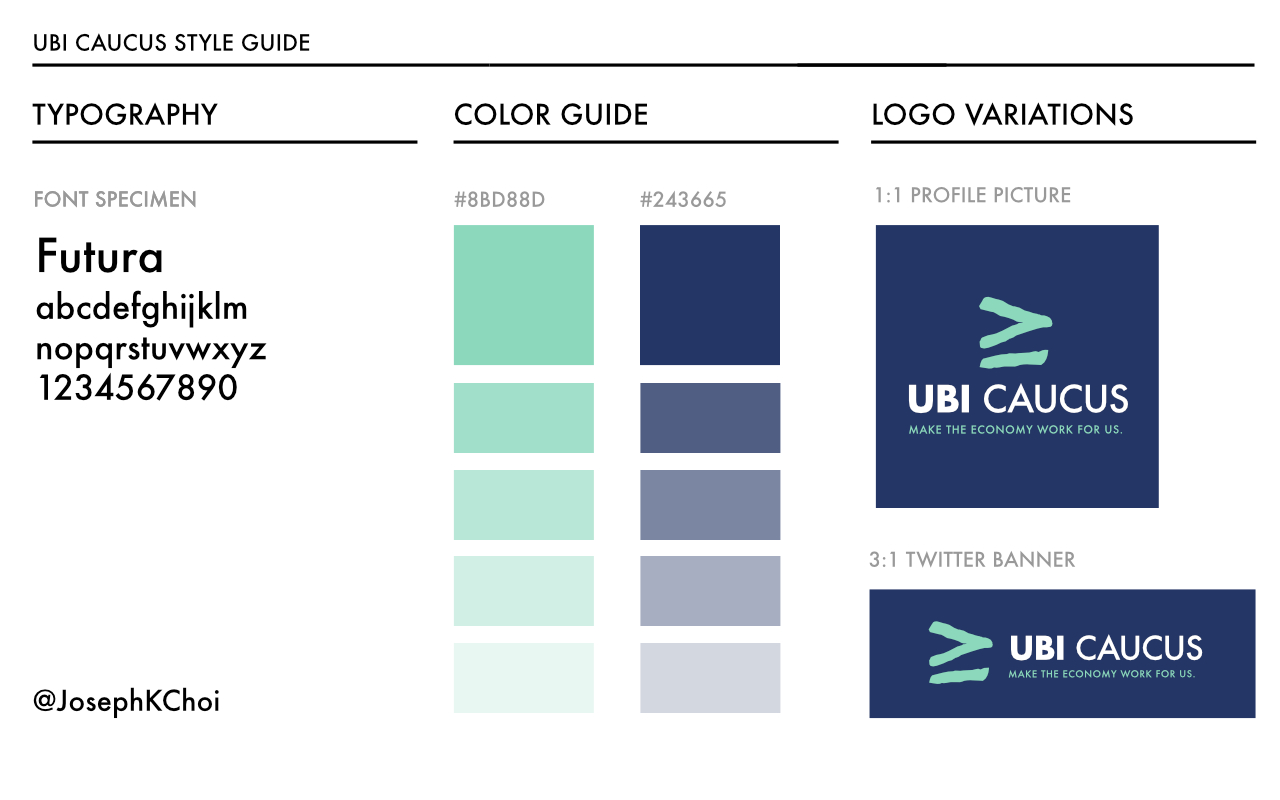 UBI CAUCUS STYLE GUIDE
TYPOGRAPHY
FONT SPECIMEN
Futura
abcdefghijklm
nopqrstuvwxyz
1234567890
@JosephKChoi
COLOR GUIDE
#8BD88D #243665
LOGO VARIATIONS
1:1 PROFILE PICTURE
UBI CAUCUS
MAKE THE ECONOMY WORK FOR US.
3:1 TWITTER BANNER
UBI CAUCUS
MAKE THE ECONOMY WORK FOR US.